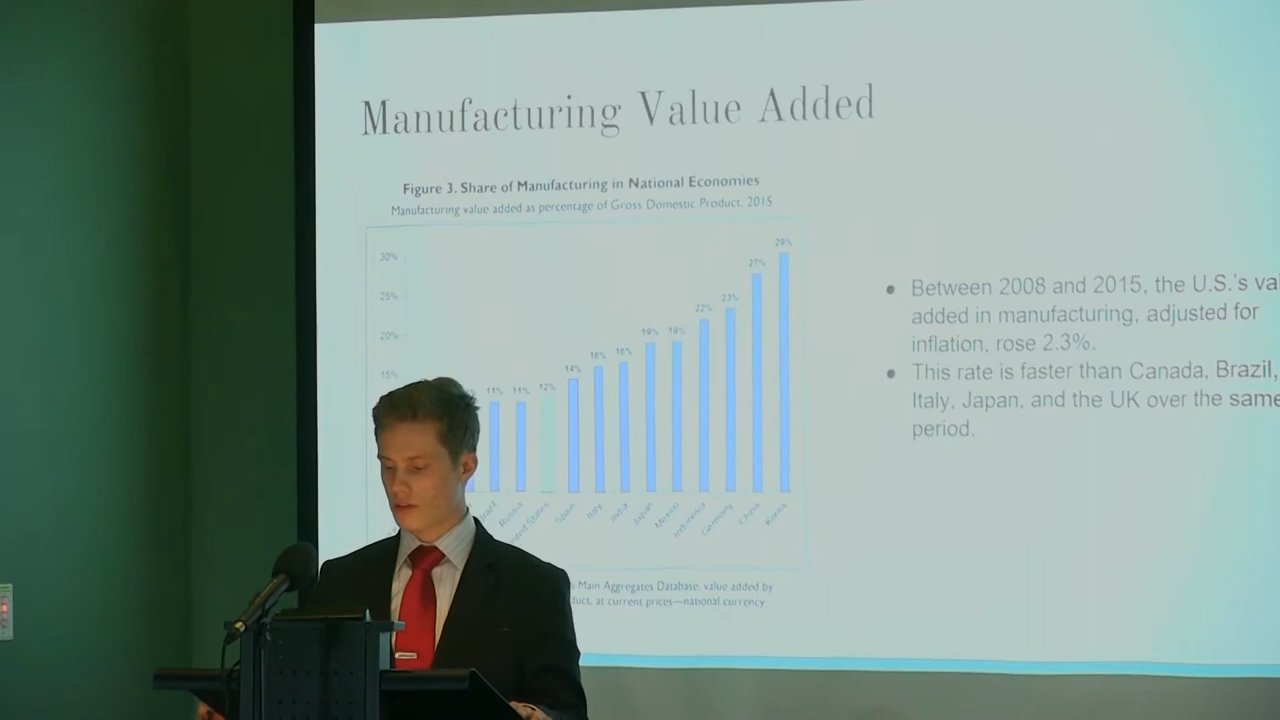 Manufacturing Value Added
Figure 3. Share of Manufacturing in National Economies
Manufacturing value added as percentage of Gross Domestic Product, 2015
30%
25%
20%
15%
11%
11%
12%
14%
16%
16%
19%
19%
22%
23%
27%
29%
Russia
Spain
Italy
India
Japan
Mexico
Indonesia
Germany
China
Korea
Main Aggregates Database, value added by
at current prices—national currency
• Between 2008 and 2015, the U.S.'s
added in manufacturing, adjusted for
inflation, rose 2.3%.
• This rate is faster than Canada, Brazil,
Italy, Japan, and the UK over the same
period.